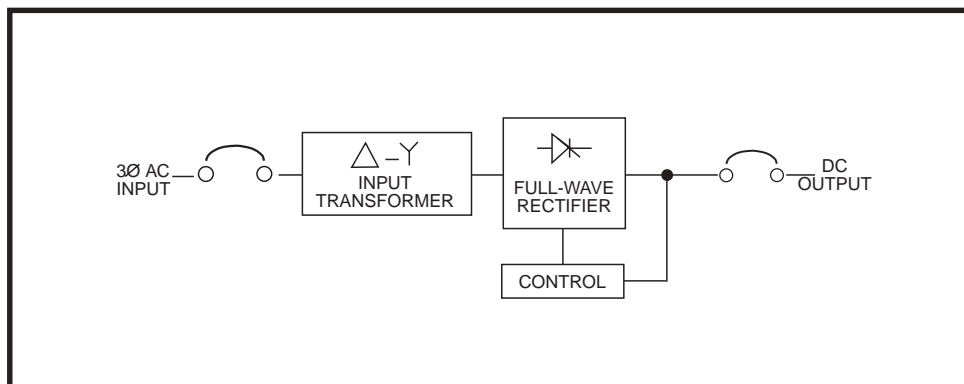 3Ø AC
INPUT
△–Y
INPUT
TRANSFORMER
FULL-WAVE
RECTIFIER
CONTROL
DC
OUTPUT